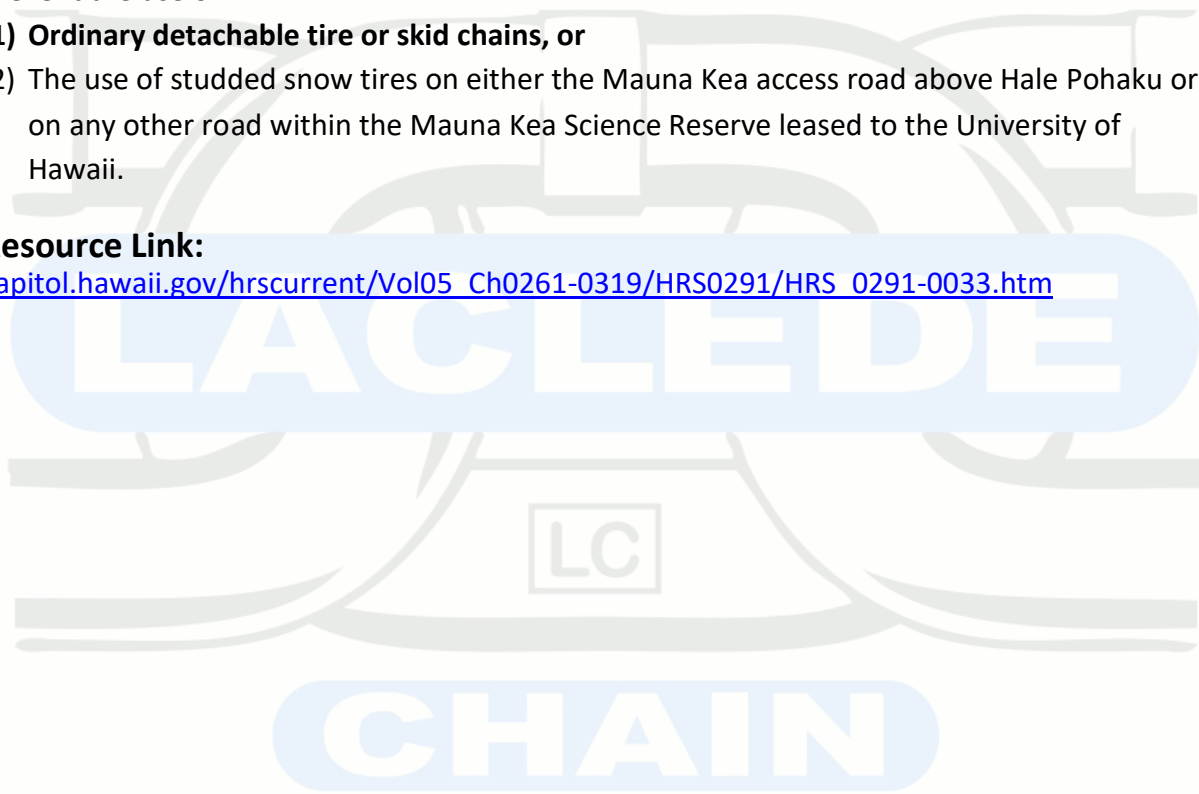 1) Ordinary detachable tire or skid chains, or
2) The use of studded snow tires on either the Mauna Kea access road above Hale Pohaku or
on any other road within the Mauna Kea Science Reserve leased to the University of
Hawaii.
esource Link:
apitol.hawaii.gov/hrscurrent/Vol05_Ch0261-0319/HRS0291/HRS_0291-0033.htm
LACLEDE
LC
CHAIN